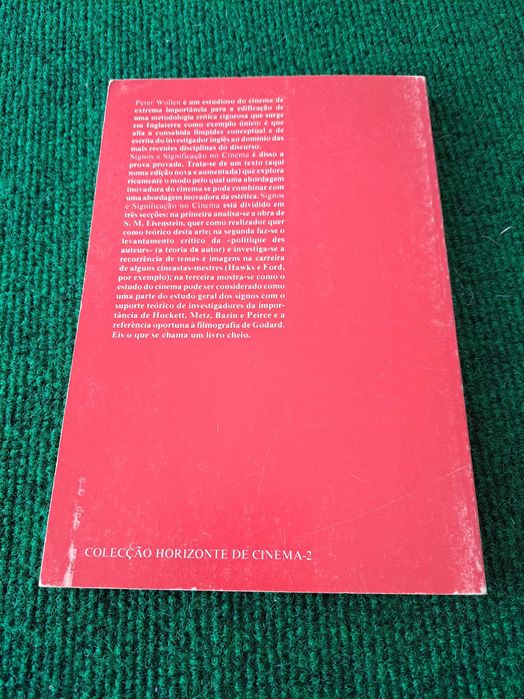 Peter Wollen é um estudioso do cinema de
extrema importância para a edificação de
uma metodologia crítica rigorosa que surge
em Inglaterra como exemplo único: é que
alia a consabida limpidez conceptual e de
escrita do investigador inglês ao domínio das
mais recentes disciplinas do discurso.
Signos e Significação no Cinema é disso a
prova provada. Trata-se de um texto (aqui
numa edição nova e aumentada) que explora
ricamente o modo pelo qual uma abordagem
inovadora do cinema se pode combinar com
uma abordagem inovadora da estética. Signos
e Significação no Cinema está dividido em
três secções: na primeira analisa-se a obra de
S. M. Eisenstein, quer como realizador quer
como teórico desta arte; na segunda faz-se o
levantamento crítico da «politique des
auteurs» (a teoria de autor) e investiga-se a
recorrência de temas e imagens na carreira
de alguns cineastas-mestres (Hawks e Ford,
por exemplo); na terceira mostra-se como o
estudo do cinema pode ser considerado como
uma parte do estudo geral dos signos com o
suporte teórico de investigadores da impor-
tância de Hockett, Metz, Bazin e Peirce e a
referência oportuna à filmografia de Godard.
Eis o que se chama um livro cheio.
COLECÇÃO HORIZONTE DE CINEMA-2